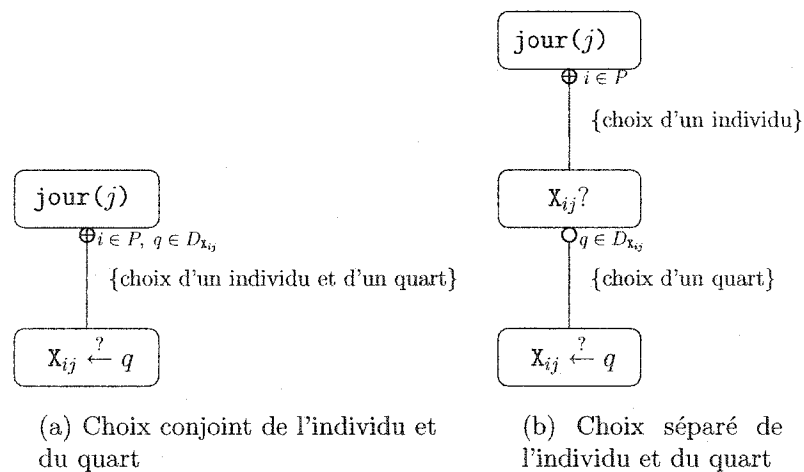 jour(j)
⊕ i ∈ P, q ∈ D_{X_{ij}}
{choix d'un individu et d'un quart}
X_{ij} ←? q
(a) Choix conjoint de l'individu et
du quart
jour(j)
⊕ i ∈ P
{choix d'un individu}
X_{ij}?
○ q ∈ D_{X_{ij}}
{choix d'un quart}
X_{ij} ←? q
(b) Choix séparé de
l'individu et du quart